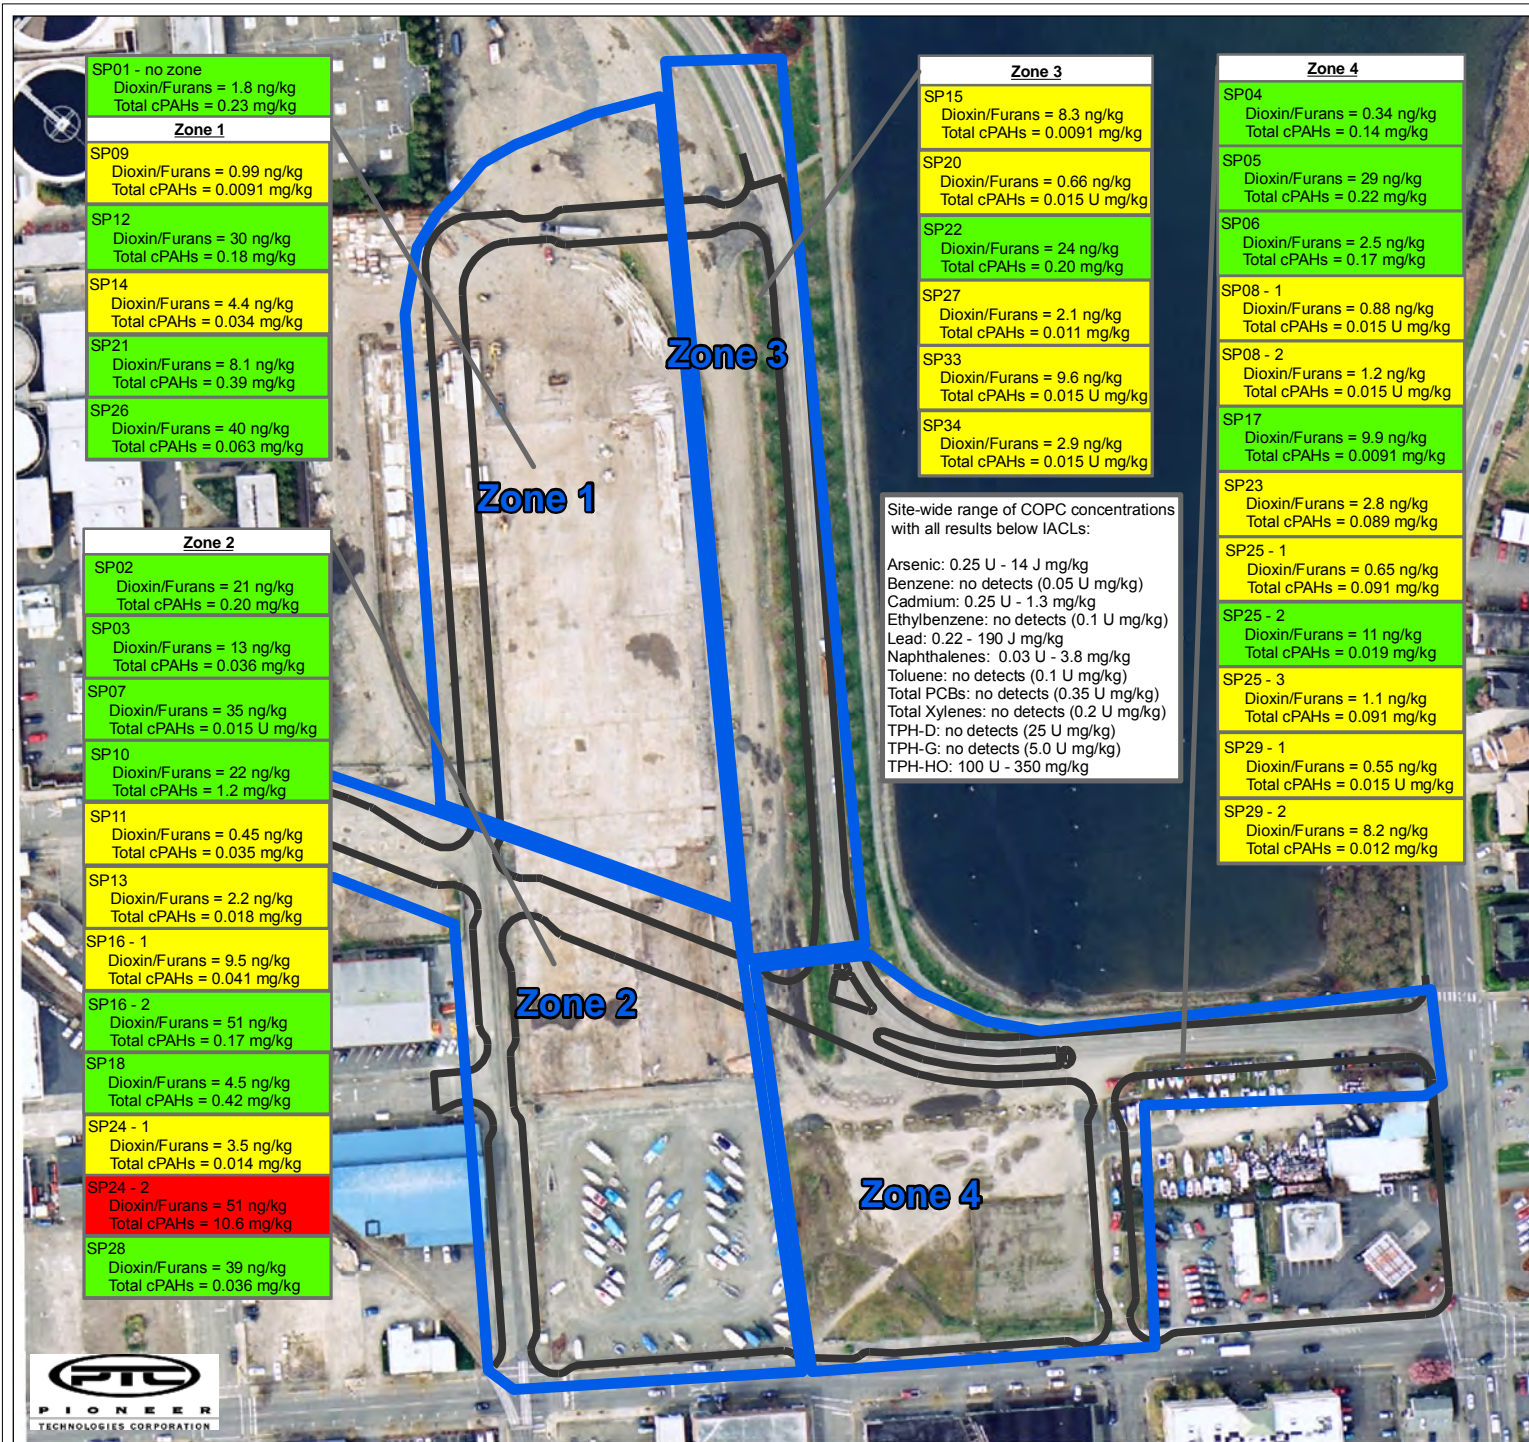 SP01 - no zone
Dioxin/Furans = 1.8 ng/kg
Total cPAHs = 0.23 mg/kg
Zone 1
SP09
Dioxin/Furans = 0.99 ng/kg
Total cPAHs = 0.0091 mg/kg
SP12
Dioxin/Furans = 30 ng/kg
Total cPAHs = 0.18 mg/kg
SP14
Dioxin/Furans = 4.4 ng/kg
Total cPAHs = 0.034 mg/kg
SP21
Dioxin/Furans = 8.1 ng/kg
Total cPAHs = 0.39 mg/kg
SP26
Dioxin/Furans = 40 ng/kg
Total cPAHs = 0.063 mg/kg
Zone 2
SP02
Dioxin/Furans = 21 ng/kg
Total cPAHs = 0.20 mg/kg
SP03
Dioxin/Furans = 13 ng/kg
Total cPAHs = 0.036 mg/kg
SP07
Dioxin/Furans = 35 ng/kg
Total cPAHs = 0.015 U mg/kg
SP10
Dioxin/Furans = 22 ng/kg
Total cPAHs = 1.2 mg/kg
SP11
Dioxin/Furans = 0.45 ng/kg
Total cPAHs = 0.035 mg/kg
SP13
Dioxin/Furans = 2.2 ng/kg
Total cPAHs = 0.018 mg/kg
SP16 - 1
Dioxin/Furans = 9.5 ng/kg
Total cPAHs = 0.041 mg/kg
SP16 - 2
Dioxin/Furans = 51 ng/kg
Total cPAHs = 0.17 mg/kg
SP18
Dioxin/Furans = 4.5 ng/kg
Total cPAHs = 0.42 mg/kg
SP24 - 1
Dioxin/Furans = 3.5 ng/kg
Total cPAHs = 0.014 mg/kg
SP24 - 2
Dioxin/Furans = 51 ng/kg
Total cPAHs = 10.6 mg/kg
SP28
Dioxin/Furans = 39 ng/kg
Total cPAHs = 0.036 mg/kg
Zone 3
SP15
Dioxin/Furans = 8.3 ng/kg
Total cPAHs = 0.0091 mg/kg
SP20
Dioxin/Furans = 0.66 ng/kg
Total cPAHs = 0.015 U mg/kg
SP22
Dioxin/Furans = 24 ng/kg
Total cPAHs = 0.20 mg/kg
SP27
Dioxin/Furans = 2.1 ng/kg
Total cPAHs = 0.011 mg/kg
SP33
Dioxin/Furans = 9.6 ng/kg
Total cPAHs = 0.015 U mg/kg
SP34
Dioxin/Furans = 2.9 ng/kg
Total cPAHs = 0.015 U mg/kg
Site-wide range of COPC concentrations
with all results below IACLs:
Arsenic: 0.25 U - 14 J mg/kg
Benzene: no detects (0.05 U mg/kg)
Cadmium: 0.25 U - 1.3 mg/kg
Ethylbenzene: no detects (0.1 U mg/kg)
Lead: 0.22 - 190 J mg/kg
Naphthalenes: 0.03 U - 3.8 mg/kg
Toluene: no detects (0.1 U mg/kg)
Total PCBs: no detects (0.35 U mg/kg)
Total Xylenes: no detects (0.2 U mg/kg)
TPH-D: no detects (25 U mg/kg)
TPH-G: no detects (5.0 U mg/kg)
TPH-HO: 100 U - 350 mg/kg
Zone 4
SP04
Dioxin/Furans = 0.34 ng/kg
Total cPAHs = 0.14 mg/kg
SP05
Dioxin/Furans = 29 ng/kg
Total cPAHs = 0.22 mg/kg
SP06
Dioxin/Furans = 2.5 ng/kg
Total cPAHs = 0.17 mg/kg
SP08 - 1
Dioxin/Furans = 0.88 ng/kg
Total cPAHs = 0.015 U mg/kg
SP08 - 2
Dioxin/Furans = 1.2 ng/kg
Total cPAHs = 0.015 U mg/kg
SP17
Dioxin/Furans = 9.9 ng/kg
Total cPAHs = 0.0091 mg/kg
SP23
Dioxin/Furans = 2.8 ng/kg
Total cPAHs = 0.089 mg/kg
SP25 - 1
Dioxin/Furans = 0.65 ng/kg
Total cPAHs = 0.091 mg/kg
SP25 - 2
Dioxin/Furans = 11 ng/kg
Total cPAHs = 0.019 mg/kg
SP25 - 3
Dioxin/Furans = 1.1 ng/kg
Total cPAHs = 0.091 mg/kg
SP29 - 1
Dioxin/Furans = 0.55 ng/kg
Total cPAHs = 0.015 U mg/kg
SP29 - 2
Dioxin/Furans = 8.2 ng/kg
Total cPAHs = 0.012 mg/kg
Zone 3
Zone 1
Zone 2
Zone 4
PTC
PIONEER
TECHNOLOGIES CORPORATION